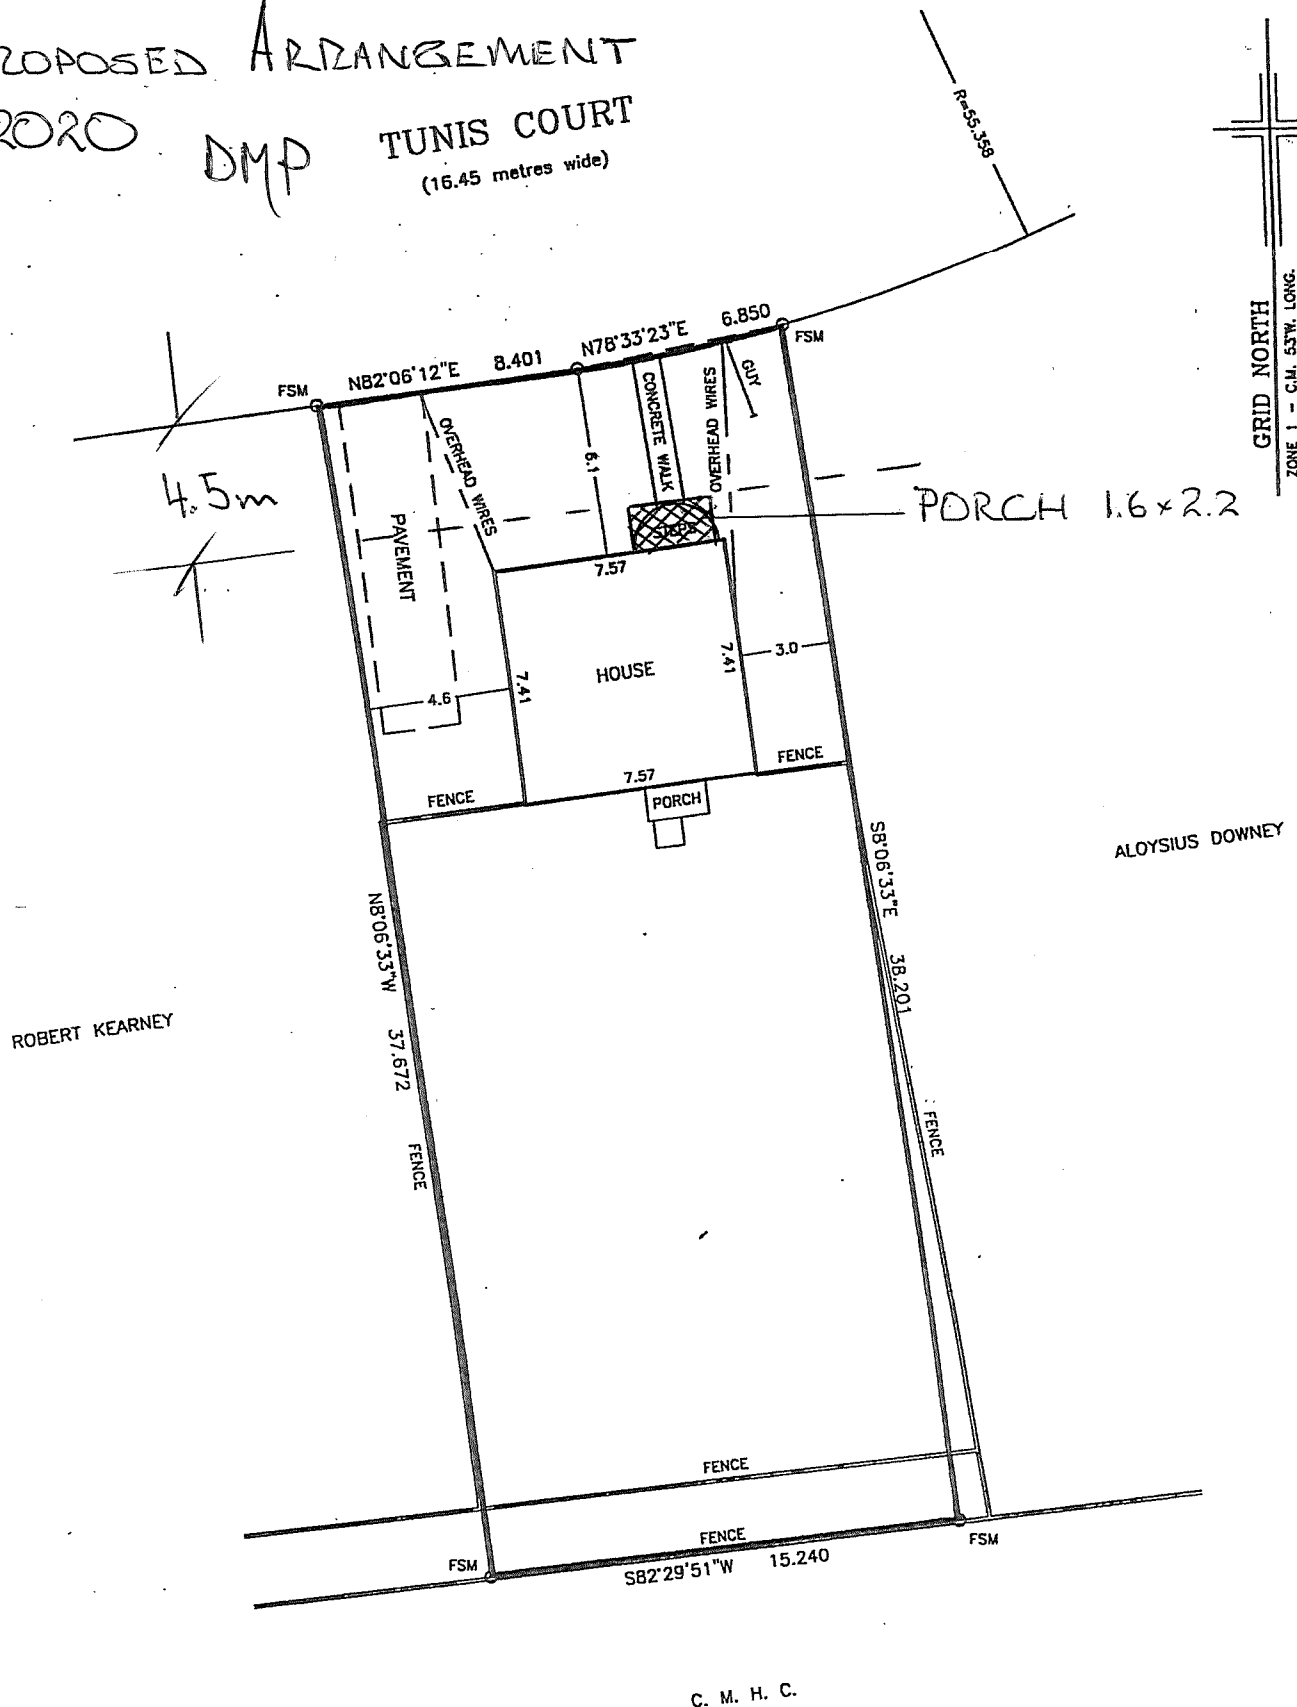 ROPOSED ARRANGEMENT
2020 DMP
TUNIS COURT
(16.45 metres wide)
R=55.358
GRID NORTH
ZONE 1 - C.M. 53°W. LONG.
FSM
N82°06'12"E 8.401
N78°33'23"E 6.850
FSM
4.5m
PAVEMENT
OVERHEAD WIRES
6.1
CONCRETE WALK
OVERHEAD WIRES
GUY
STEPS
PORCH 1.6 x 2.2
7.57
7.41
HOUSE
7.41
3.0
4.6
FENCE
7.57
FENCE
PORCH
S8°06'33"E 38.201
ALOYSIUS DOWNEY
N8°06'33"W 37.672
ROBERT KEARNEY
FENCE
FENCE
FENCE
FENCE
FSM
S82°29'51"W 15.240
FSM
C. M. H. C.